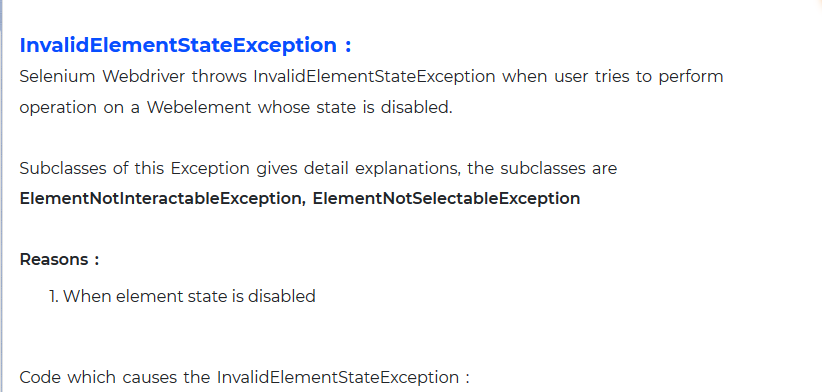 InvalidElementStateException :
Selenium Webdriver throws InvalidElementStateException when user tries to perform
operation on a Webelement whose state is disabled.
Subclasses of this Exception gives detail explanations, the subclasses are
ElementNotInteractableException, ElementNotSelectableException
Reasons :
1. When element state is disabled
Code which causes the InvalidElementStateException :